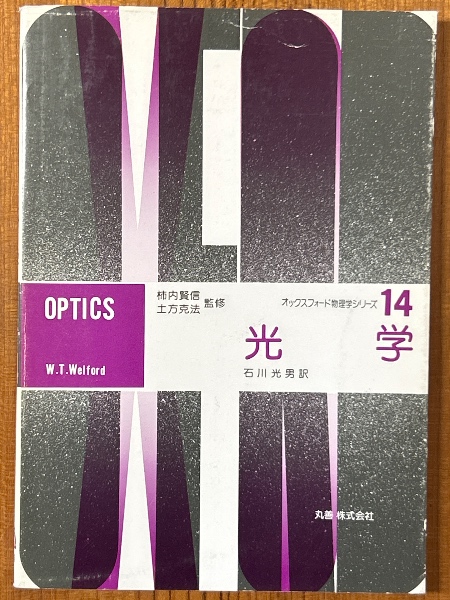 OPTICS
W.T.Welford
柿内賢信
土方克法
監修
オックスフォード物理学シリーズ 14
光学
石川光男訳
丸善株式会社